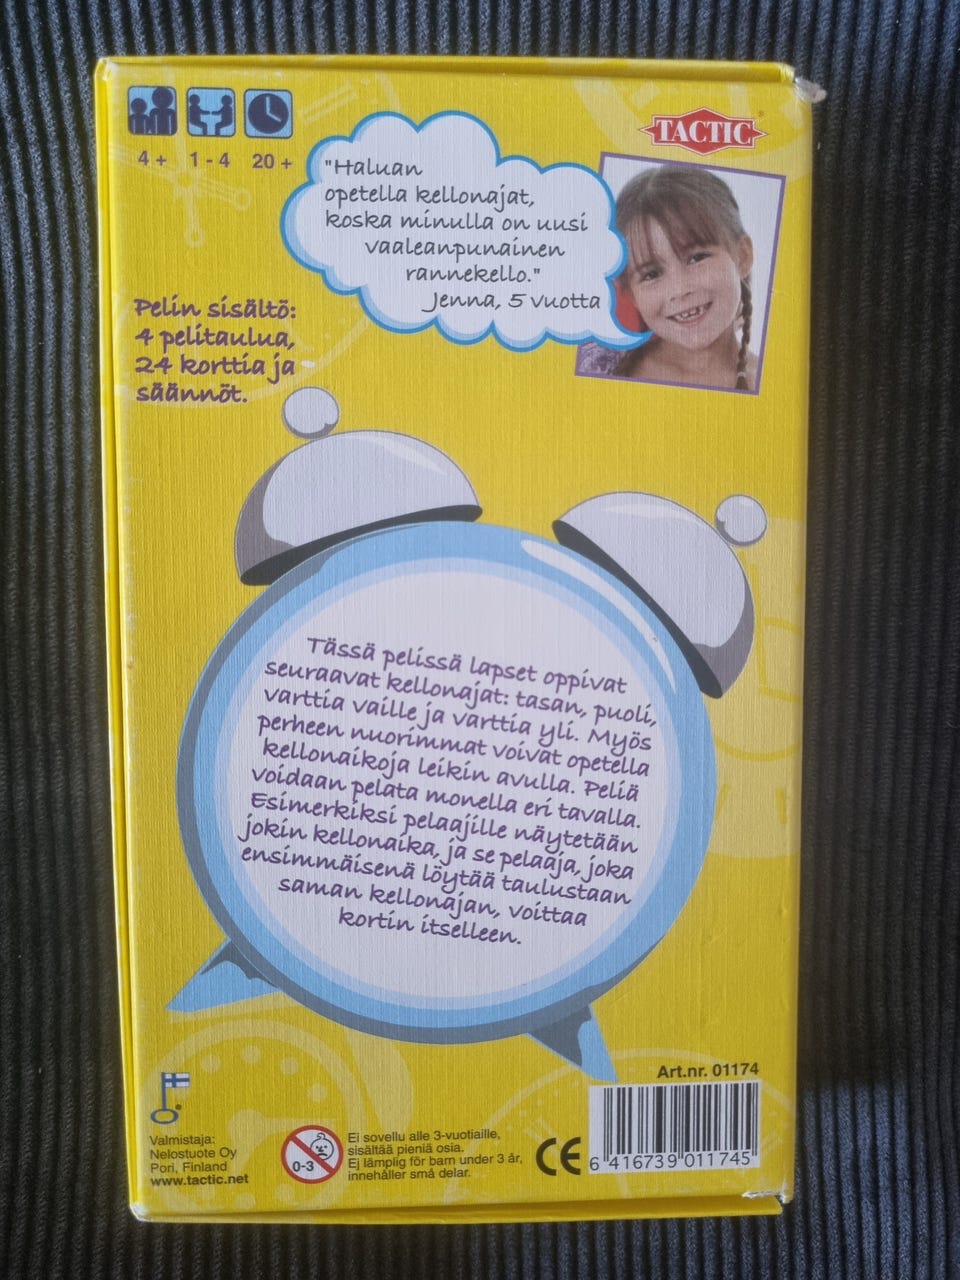 4+ 1-4 20+
TACTIC
"Haluan
opetella kellonajat,
koska minulla on uusi
vaaleanpunainen
rannekello."
Jenna, 5 vuotta
Pelin sisältö:
4 pelitaulua,
24 korttia ja
säännöt.
Tässä pelissä lapset oppivat
seuraavat kellonajat: tasan, puoli,
varttia vaille ja varttia yli. Myös
perheen nuorimmat voivat opetella
kellonaikoja leikin avulla. Peliä
voidaan pelata monella eri tavalla.
Esimerkiksi pelaajille näytetään
jokin kellonaika, ja se pelaaja, joka
ensimmäisenä löytää taulustaan
saman kellonajan, voittaa
kortin itselleen.
Art.nr. 01174
Valmistaja:
Nelostuote Oy
Pori, Finland
www.tactic.net
0-3
Ei sovellu alle 3-vuotiaille,
sisältää pieniä osia.
Ej lämplig för barn under 3 år,
innehåller små delar.
CE
6 416739 011745